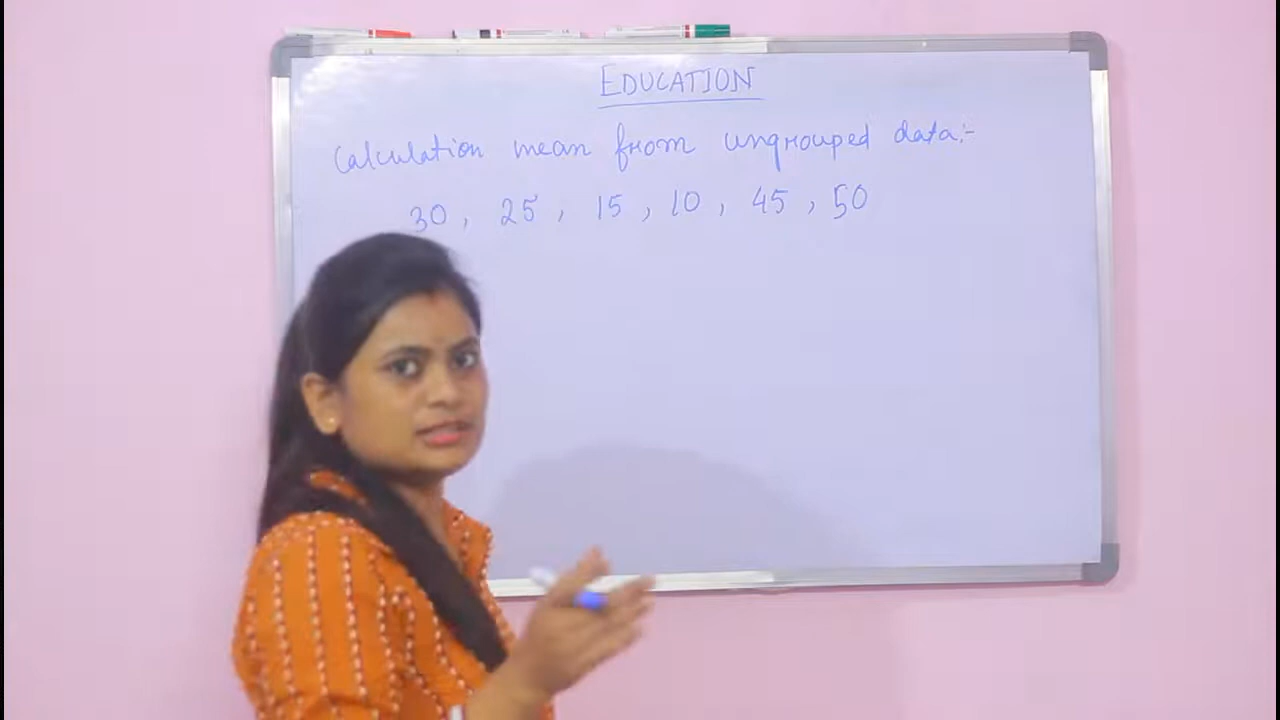 EDUCATION
Calculation mean from ungrouped data:-
30, 25, 15, 10, 45, 50